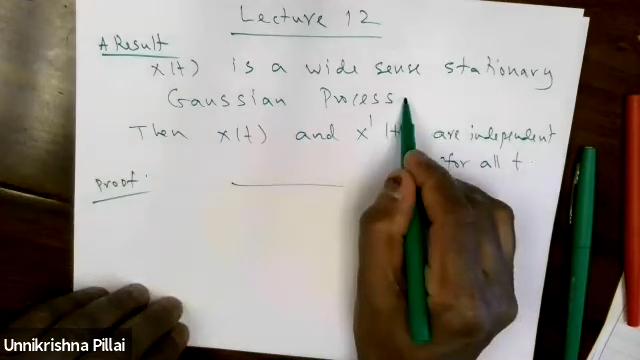 Lecture 12
A Result
X(t) is a wide sense stationary
Gaussian Process
Then X(t) and X'(t) are independent
for all t.
Proof.
Unnikrishna Pillai